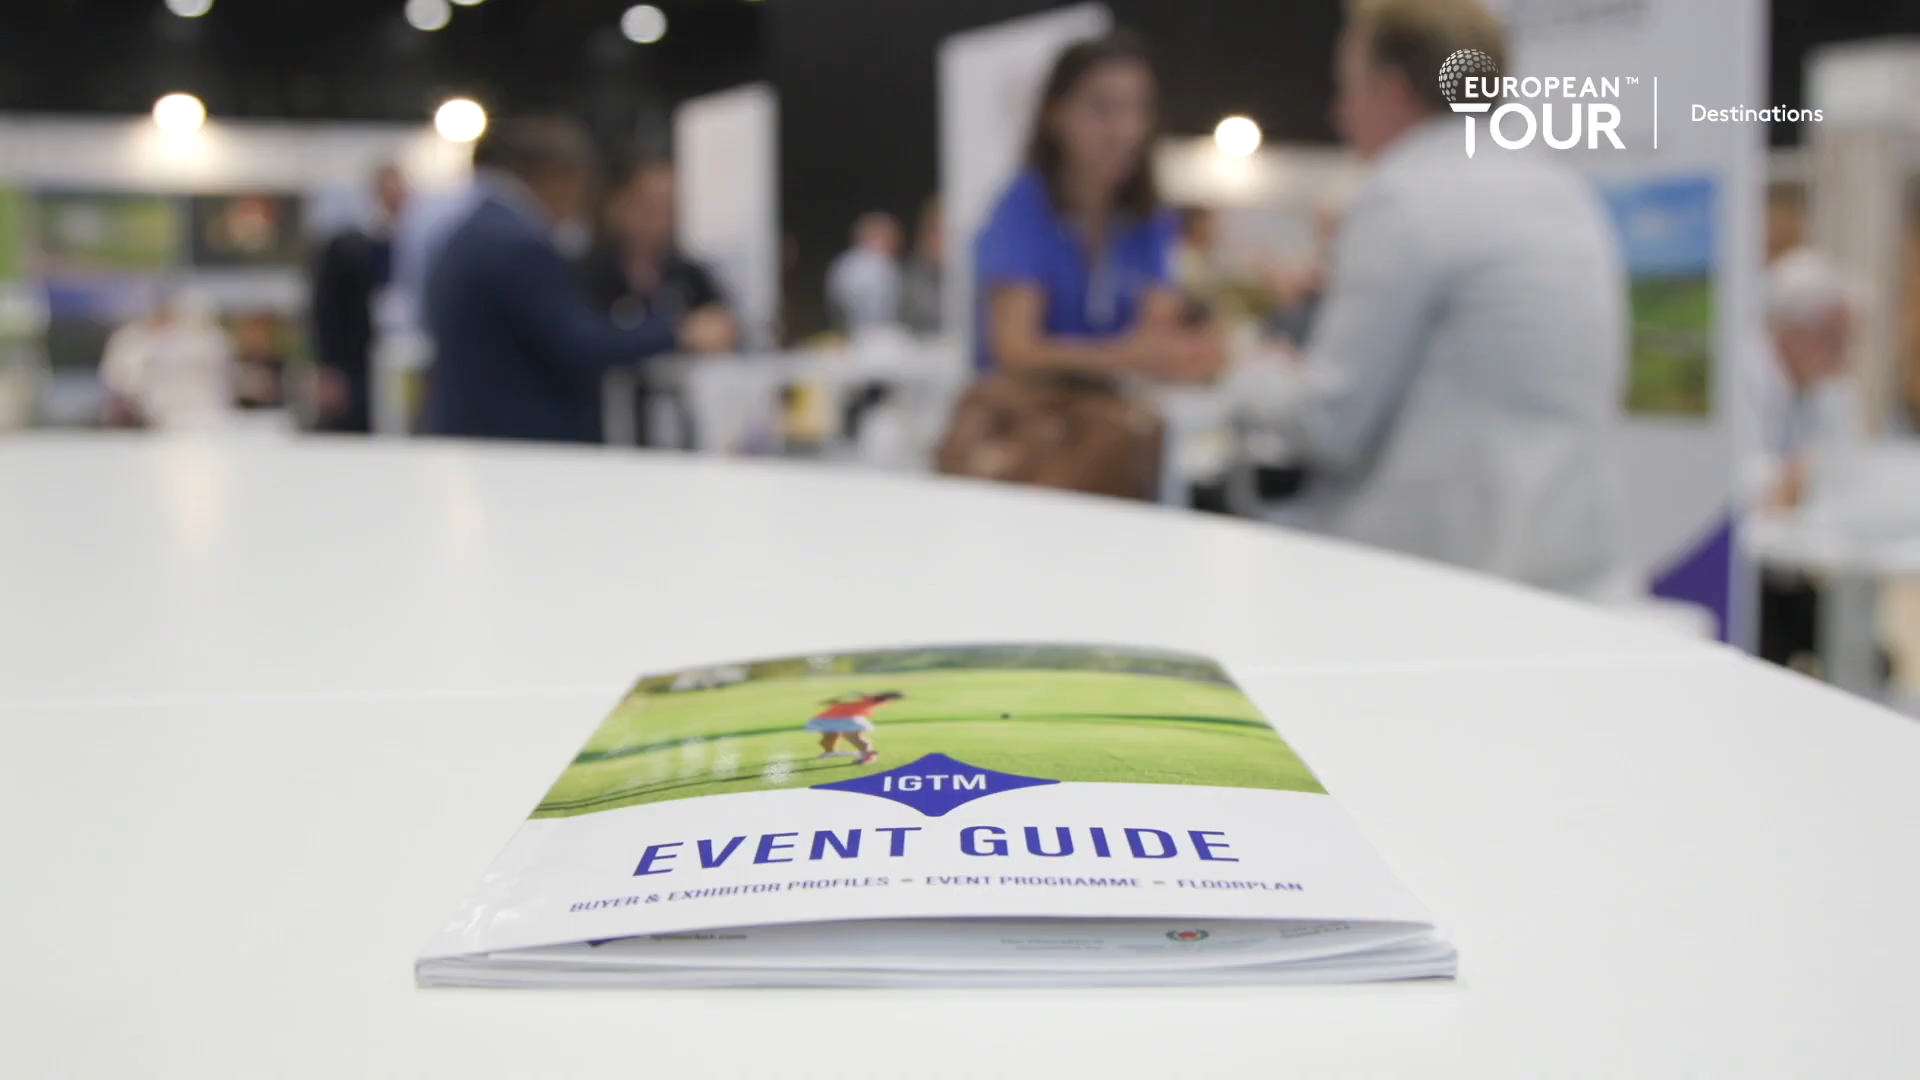 EUROPEAN™
TOUR
Destinations
IGTM
EVENT GUIDE
BUYER & EXHIBITOR PROFILES – EVENT PROGRAMME – FLOORPLAN